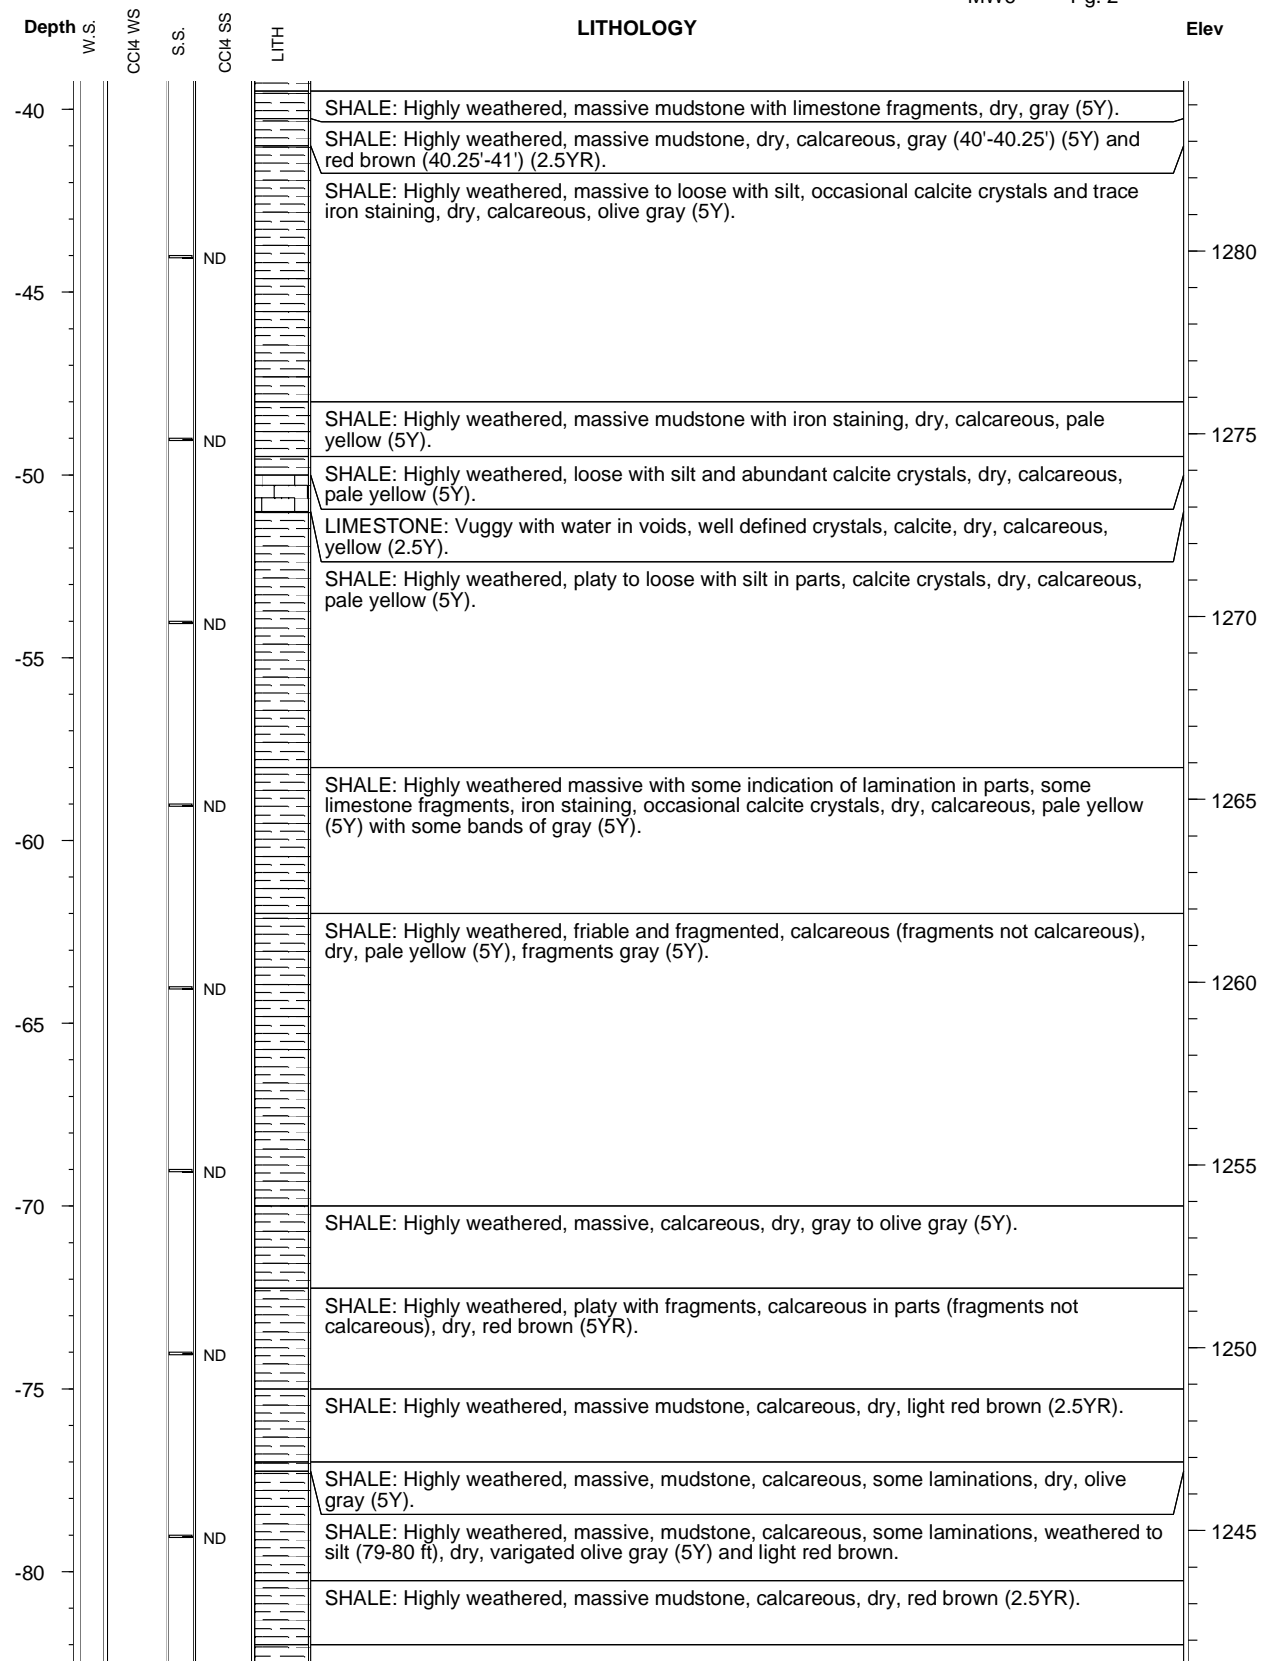 Depth W.S. CCl4 WS S.S. CCl4 SS LITH LITHOLOGY Elev
-40 SHALE: Highly weathered, massive mudstone with limestone fragments, dry, gray (5Y).
SHALE: Highly weathered, massive mudstone, dry, calcareous, gray (40'-40.25') (5Y) and
red brown (40.25'-41') (2.5YR).
SHALE: Highly weathered, massive to loose with silt, occasional calcite crystals and trace
iron staining, dry, calcareous, olive gray (5Y).
ND 1280
-45
SHALE: Highly weathered, massive mudstone with iron staining, dry, calcareous, pale
yellow (5Y).
ND 1275
-50 SHALE: Highly weathered, loose with silt and abundant calcite crystals, dry, calcareous,
pale yellow (5Y).
LIMESTONE: Vuggy with water in voids, well defined crystals, calcite, dry, calcareous,
yellow (2.5Y).
SHALE: Highly weathered, platy to loose with silt in parts, calcite crystals, dry, calcareous,
pale yellow (5Y).
ND 1270
-55
SHALE: Highly weathered massive with some indication of lamination in parts, some
ND limestone fragments, iron staining, occasional calcite crystals, dry, calcareous, pale yellow 1265
(5Y) with some bands of gray (5Y).
-60
SHALE: Highly weathered, friable and fragmented, calcareous (fragments not calcareous),
dry, pale yellow (5Y), fragments gray (5Y).
ND 1260
-65
ND 1255
-70
SHALE: Highly weathered, massive, calcareous, dry, gray to olive gray (5Y).
SHALE: Highly weathered, platy with fragments, calcareous in parts (fragments not
calcareous), dry, red brown (5YR).
ND 1250
-75
SHALE: Highly weathered, massive mudstone, calcareous, dry, light red brown (2.5YR).
SHALE: Highly weathered, massive, mudstone, calcareous, some laminations, dry, olive
gray (5Y).
ND SHALE: Highly weathered, massive, mudstone, calcareous, some laminations, weathered to 1245
silt (79-80 ft), dry, varigated olive gray (5Y) and light red brown.
-80
SHALE: Highly weathered, massive mudstone, calcareous, dry, red brown (2.5YR).